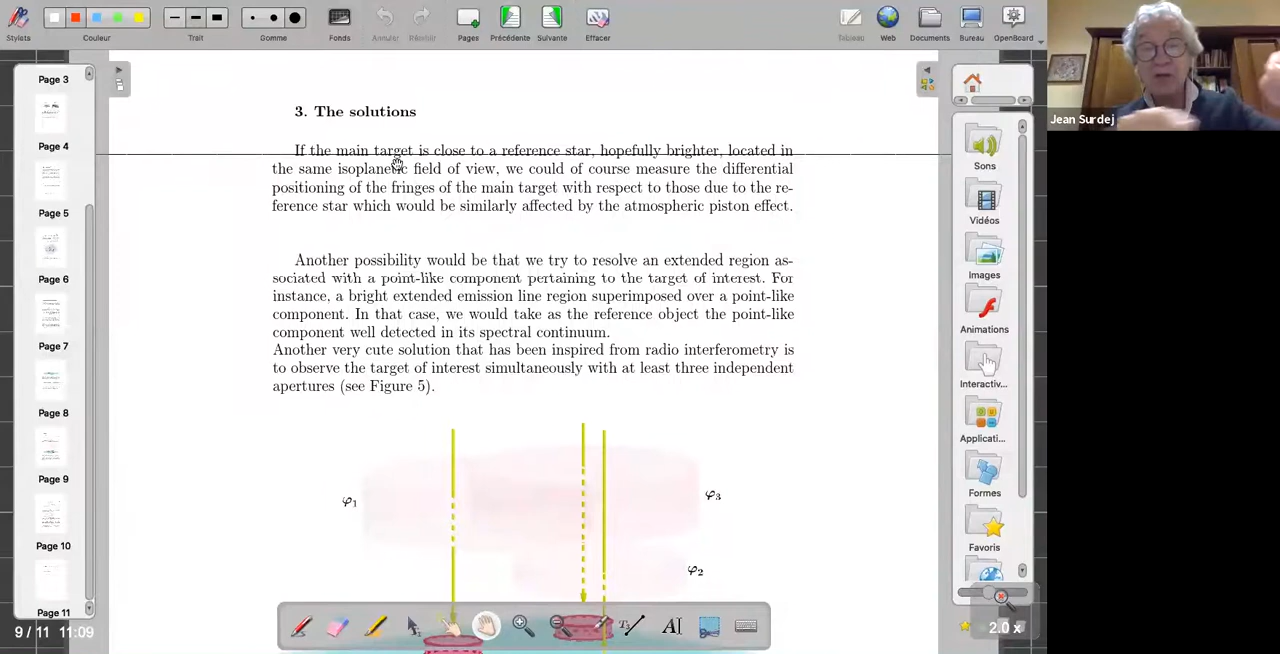 Stylets
Couleur
Trait
Gomme
Fonds
Annuler
Rétablir
Pages
Précédente
Suivante
Effacer
Tableau
Web
Documents
Bureau
OpenBoard
Jean Surdej
Page 3
Page 4
Page 5
Page 6
Page 7
Page 8
Page 9
Page 10
Page 11
9 / 11 11:09
3. The solutions
If the main target is close to a reference star, hopefully brighter, located in
the same isoplanetic field of view, we could of course measure the differential
positioning of the fringes of the main target with respect to those due to the re-
ference star which would be similarly affected by the atmospheric piston effect.
Another possibility would be that we try to resolve an extended region as-
sociated with a point-like component pertaining to the target of interest. For
instance, a bright extended emission line region superimposed over a point-like
component. In that case, we would take as the reference object the point-like
component well detected in its spectral continuum.
Another very cute solution that has been inspired from radio interferometry is
to observe the target of interest simultaneously with at least three independent
apertures (see Figure 5).
φ1
φ3
φ2
Sons
Vidéos
Images
Animations
Interactiv...
Applicati...
Formes
Favoris
2.0 x